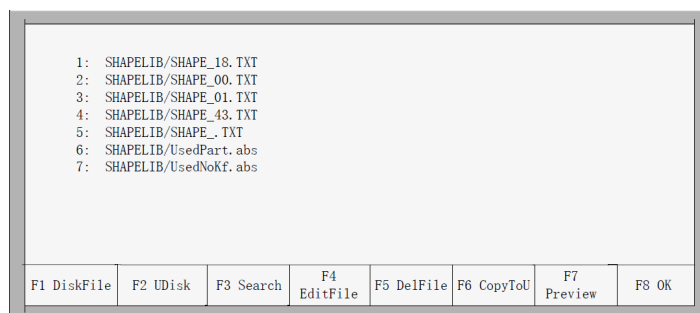 1: SHAPELIB/SHAPE_18.TXT
2: SHAPELIB/SHAPE_00.TXT
3: SHAPELIB/SHAPE_01.TXT
4: SHAPELIB/SHAPE_43.TXT
5: SHAPELIB/SHAPE_.TXT
6: SHAPELIB/UsedPart.abs
7: SHAPELIB/UsedNoKf.abs
F1 DiskFile F2 UDisk F3 Search F4 EditFile F5 DelFile F6 CopyToU F7 Preview F8 OK